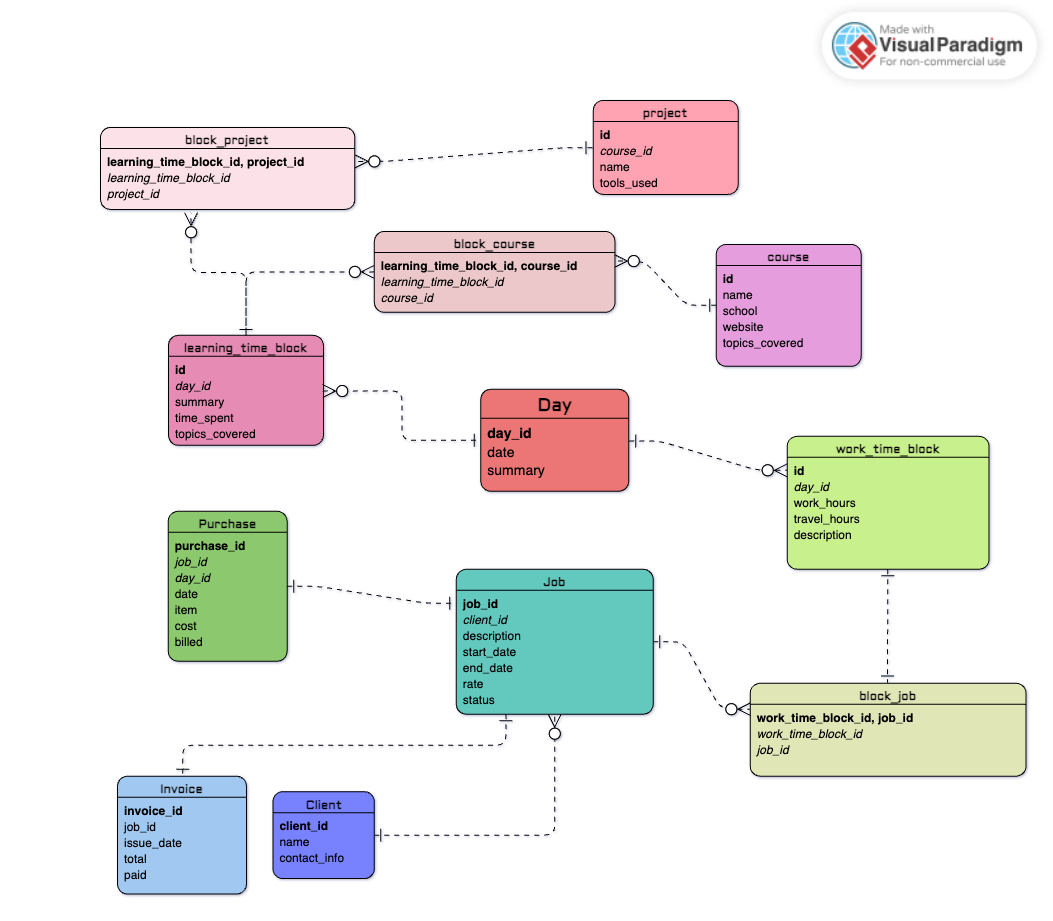 Made with
Visual Paradigm
For non-commercial use
project
id
course_id
name
tools_used
block_project
learning_time_block_id, project_id
learning_time_block_id
project_id
block_course
learning_time_block_id, course_id
learning_time_block_id
course_id
course
id
name
school
website
topics_covered
learning_time_block
id
day_id
summary
time_spent
topics_covered
Day
day_id
date
summary
work_time_block
id
day_id
work_hours
travel_hours
description
Purchase
purchase_id
job_id
day_id
date
item
cost
billed
Job
job_id
client_id
description
start_date
end_date
rate
status
block_job
work_time_block_id, job_id
work_time_block_id
job_id
Invoice
invoice_id
job_id
issue_date
total
paid
Client
client_id
name
contact_info